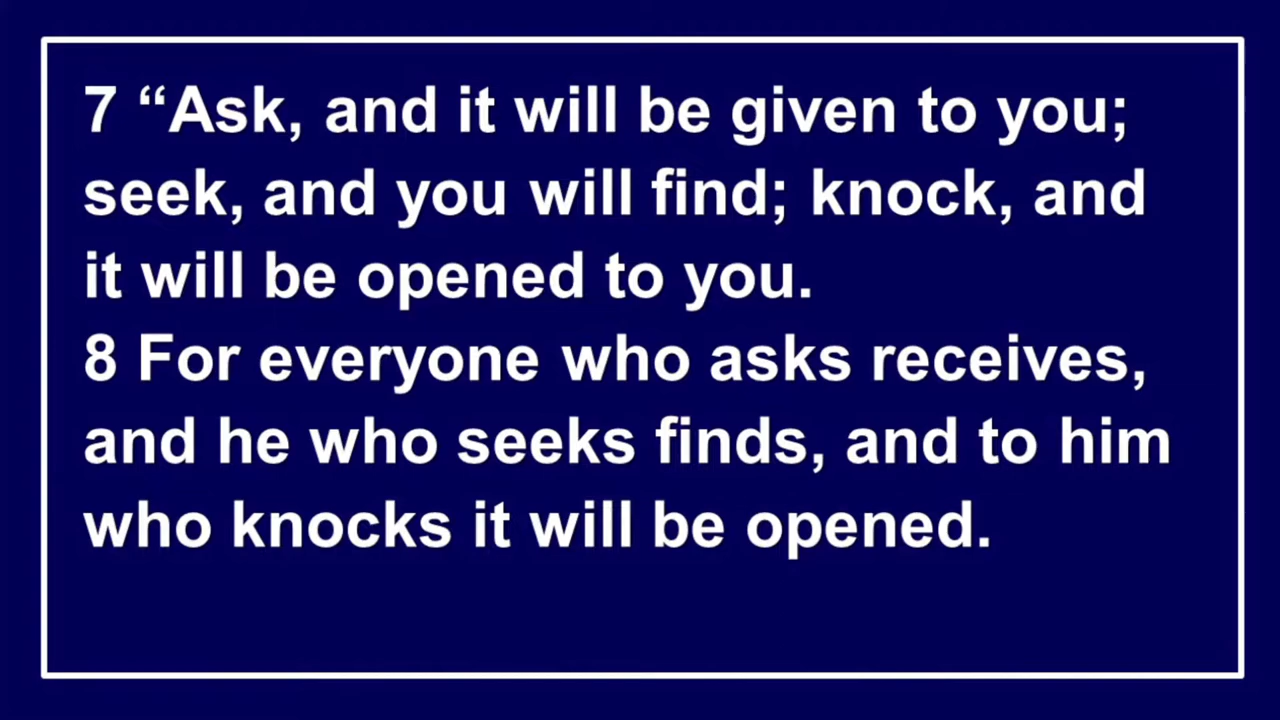 7 “Ask, and it will be given to you;
seek, and you will find; knock, and
it will be opened to you.
8 For everyone who asks receives,
and he who seeks finds, and to him
who knocks it will be opened.